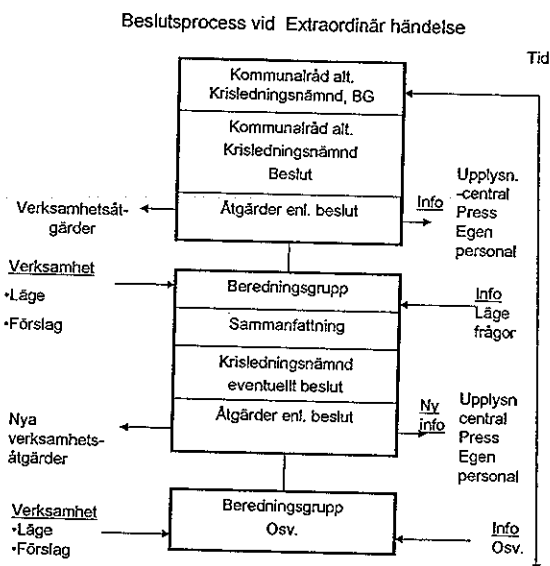 Beslutsprocess vid Extraordinär händelse
Tid
Kommunalråd alt.
Krisledningsnämnd, BG
Kommunalråd alt.
Krisledningsnämnd
Beslut
Åtgärder enl. beslut
Verksamhetsåt-
gärder
Info
Upplysn.
-central
Press
Egen
personal
Verksamhet
•Läge
•Förslag
Beredningsgrupp
Sammanfattning
Krisledningsnämnd
eventuellt beslut
Åtgärder enl. beslut
Info
Läge
frågor
Nya
verksamhets-
åtgärder
Ny
info
Upplysn
central
Press
Egen
personal
Verksamhet
•Läge
•Förslag
Beredningsgrupp
Osv.
Info
Osv.